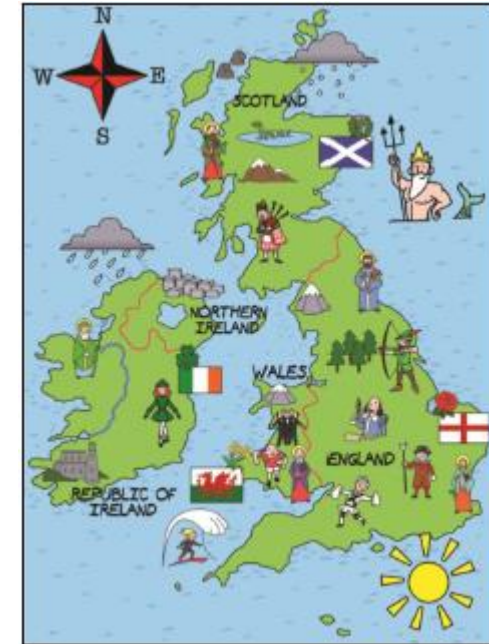 N
W E
S
SCOTLAND
NORTHERN
IRELAND
WALES
ENGLAND
REPUBLIC OF
IRELAND